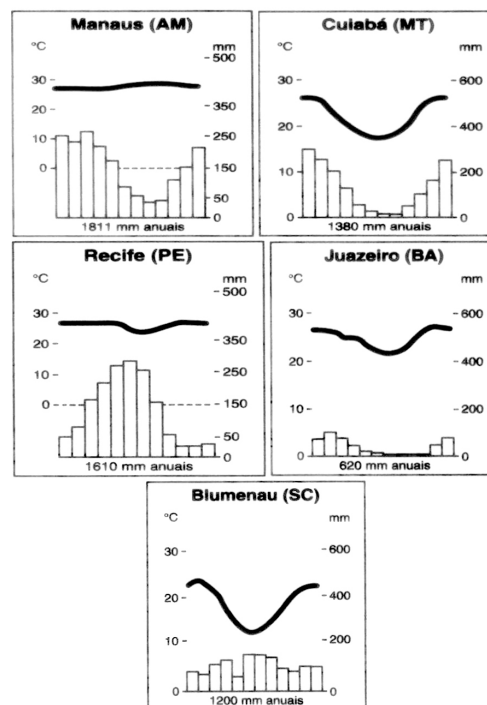 Manaus (AM)
°C
mm
500
30
350
20
10
250
0
150
50
0
1811 mm anuais
Cuiabá (MT)
°C
mm
30
600
20
400
10
200
0
0
1380 mm anuais
Recife (PE)
°C
mm
500
30
350
20
10
250
0
150
50
0
1610 mm anuais
Juazeiro (BA)
°C
mm
30
600
20
400
10
200
0
0
620 mm anuais
Blumenau (SC)
°C
mm
30
600
20
400
10
200
0
0
1200 mm anuais